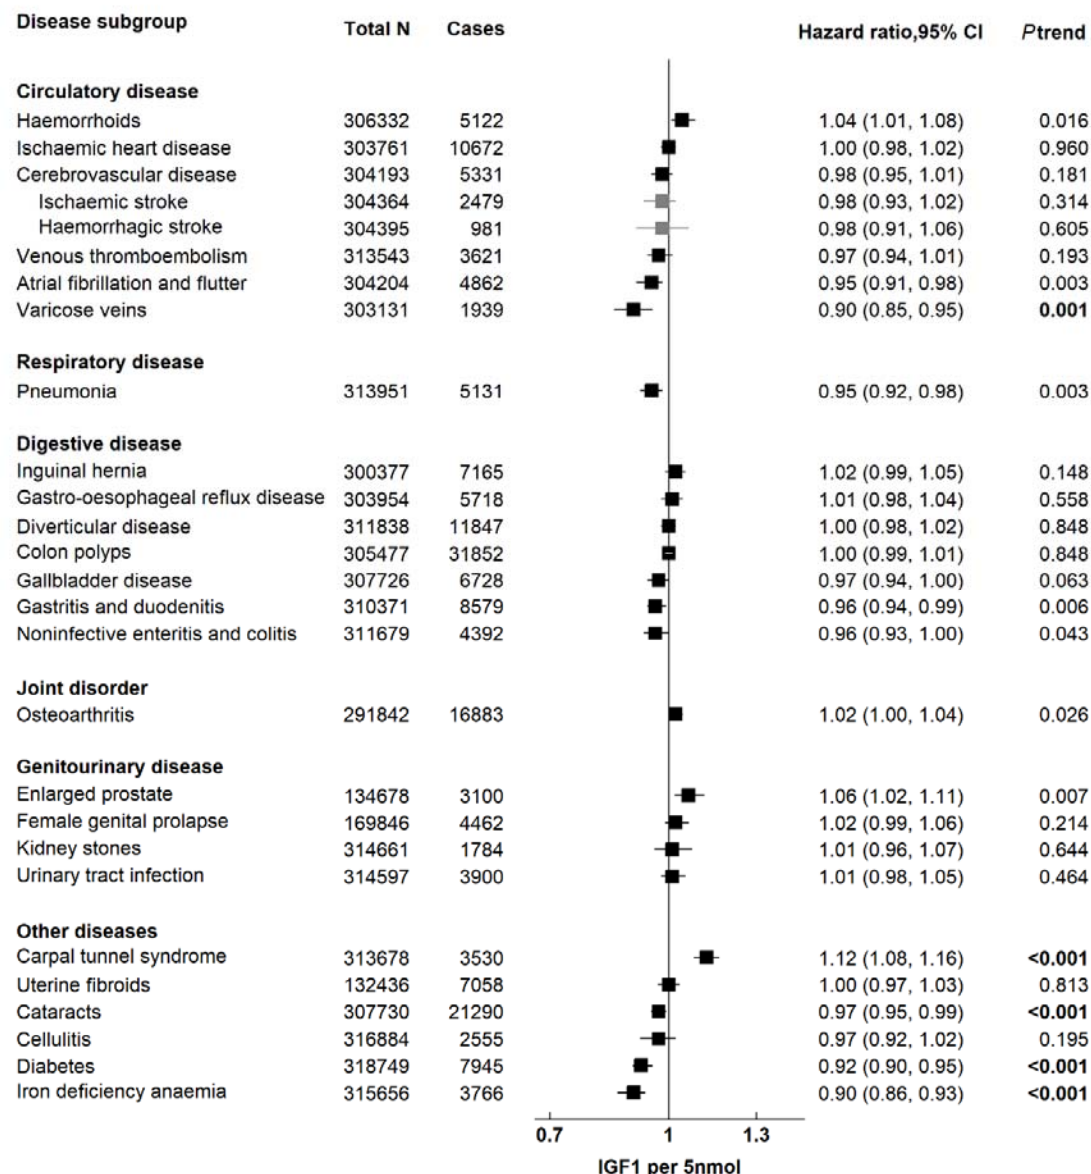 Disease subgroup Total N Cases Hazard ratio,95% CI Ptrend
Circulatory disease
Haemorrhoids 306332 5122 1.04 (1.01, 1.08) 0.016
Ischaemic heart disease 303761 10672 1.00 (0.98, 1.02) 0.960
Cerebrovascular disease 304193 5331 0.98 (0.95, 1.01) 0.181
Ischaemic stroke 304364 2479 0.98 (0.93, 1.02) 0.314
Haemorrhagic stroke 304395 981 0.98 (0.91, 1.06) 0.605
Venous thromboembolism 313543 3621 0.97 (0.94, 1.01) 0.193
Atrial fibrillation and flutter 304204 4862 0.95 (0.91, 0.98) 0.003
Varicose veins 303131 1939 0.90 (0.85, 0.95) 0.001
Respiratory disease
Pneumonia 313951 5131 0.95 (0.92, 0.98) 0.003
Digestive disease
Inguinal hernia 300377 7165 1.02 (0.99, 1.05) 0.148
Gastro-oesophageal reflux disease 303954 5718 1.01 (0.98, 1.04) 0.558
Diverticular disease 311838 11847 1.00 (0.98, 1.02) 0.848
Colon polyps 305477 31852 1.00 (0.99, 1.01) 0.848
Gallbladder disease 307726 6728 0.97 (0.94, 1.00) 0.063
Gastritis and duodenitis 310371 8579 0.96 (0.94, 0.99) 0.006
Noninfective enteritis and colitis 311679 4392 0.96 (0.93, 1.00) 0.043
Joint disorder
Osteoarthritis 291842 16883 1.02 (1.00, 1.04) 0.026
Genitourinary disease
Enlarged prostate 134678 3100 1.06 (1.02, 1.11) 0.007
Female genital prolapse 169846 4462 1.02 (0.99, 1.06) 0.214
Kidney stones 314661 1784 1.01 (0.96, 1.07) 0.644
Urinary tract infection 314597 3900 1.01 (0.98, 1.05) 0.464
Other diseases
Carpal tunnel syndrome 313678 3530 1.12 (1.08, 1.16) <0.001
Uterine fibroids 132436 7058 1.00 (0.97, 1.03) 0.813
Cataracts 307730 21290 0.97 (0.95, 0.99) <0.001
Cellulitis 316884 2555 0.97 (0.92, 1.02) 0.195
Diabetes 318749 7945 0.92 (0.90, 0.95) <0.001
Iron deficiency anaemia 315656 3766 0.90 (0.86, 0.93) <0.001
0.7 1 1.3
IGF1 per 5nmol